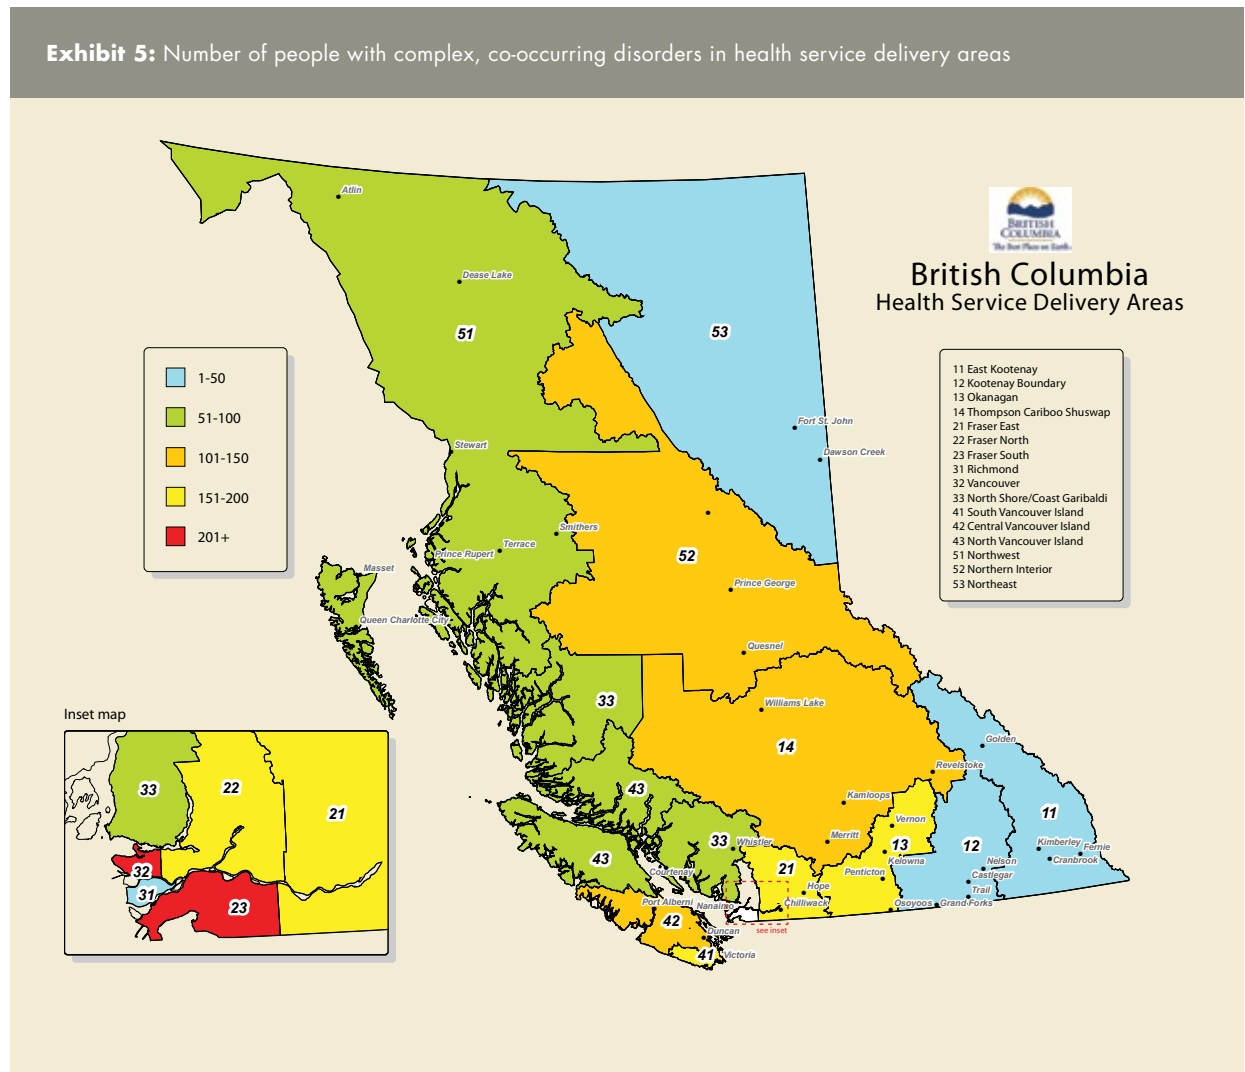 Exhibit 5: Number of people with complex, co-occurring disorders in health service delivery areas
BRITISH
COLUMBIA
The Best Place on Earth
British Columbia
Health Service Delivery Areas
1-50
51-100
101-150
151-200
201+
11 East Kootenay
12 Kootenay Boundary
13 Okanagan
14 Thompson Cariboo Shuswap
21 Fraser East
22 Fraser North
23 Fraser South
31 Richmond
32 Vancouver
33 North Shore/Coast Garibaldi
41 South Vancouver Island
42 Central Vancouver Island
43 North Vancouver Island
51 Northwest
52 Northern Interior
53 Northeast
Atlin
Dease Lake
51
53
Fort St. John
Dawson Creek
Stewart
Smithers
Terrace
Prince Rupert
52
Masset
Prince George
Queen Charlotte City
Quesnel
33
Williams Lake
14
Golden
Revelstoke
43
Kamloops
11
Vernon
Merritt
33
Whistler
13
12
Kimberley
Fernie
Cranbrook
43
Kelowna
Nelson
21
Courtenay
Penticton
Castlegar
Hope
Trail
Port Alberni
Nanaimo
Chilliwack
Osoyoos
Grand Forks
42
see inset
Duncan
41
Victoria
Inset map
33
22
21
32
31
23